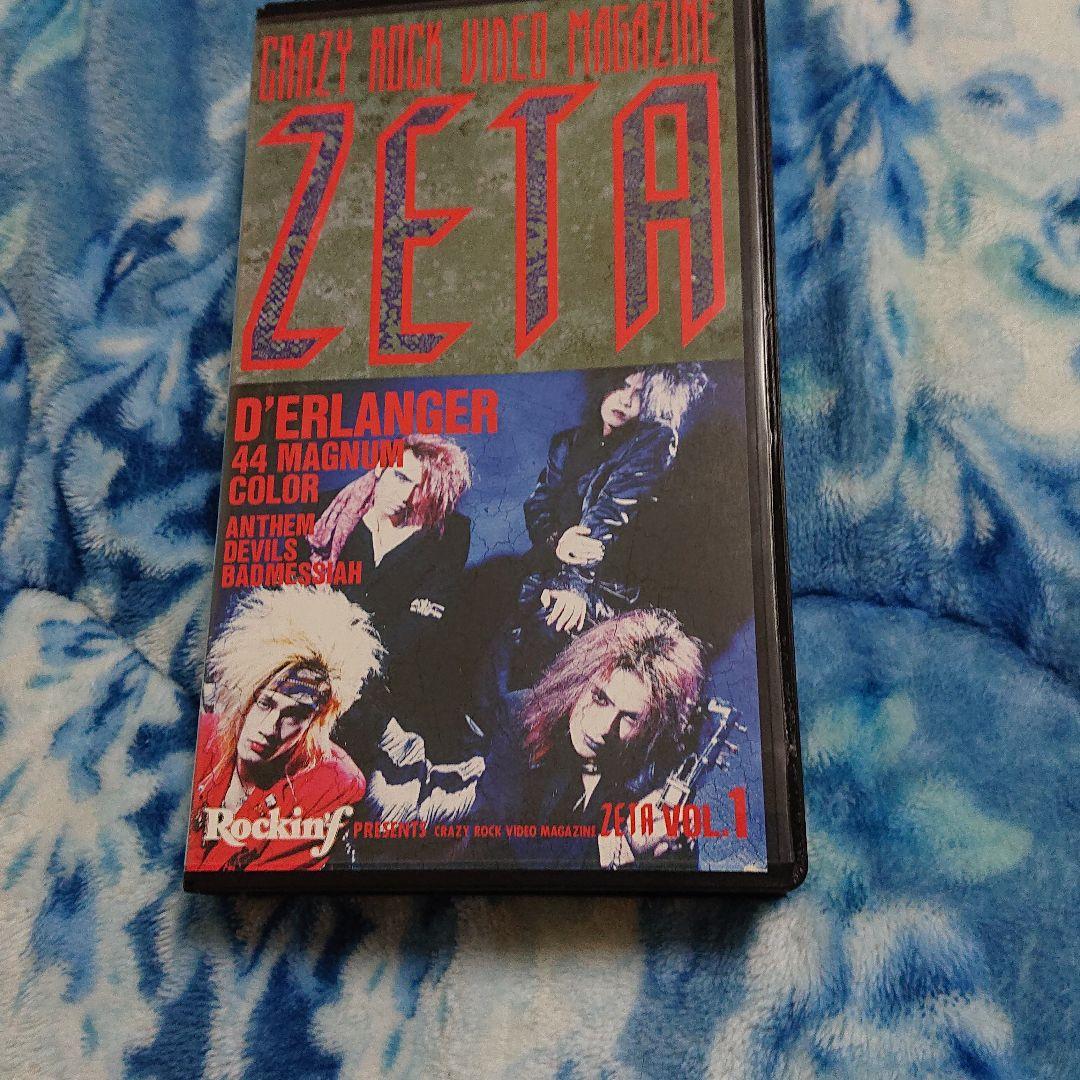 CRAZY ROCK VIDEO MAGAZINE
ZETA
D'ERLANGER
44 MAGNUM
COLOR
ANTHEM
DEVILS
BADMESSIAH
Rockin'f PRESENTS CRAZY ROCK VIDEO MAGAZINE ZETA VOL.1